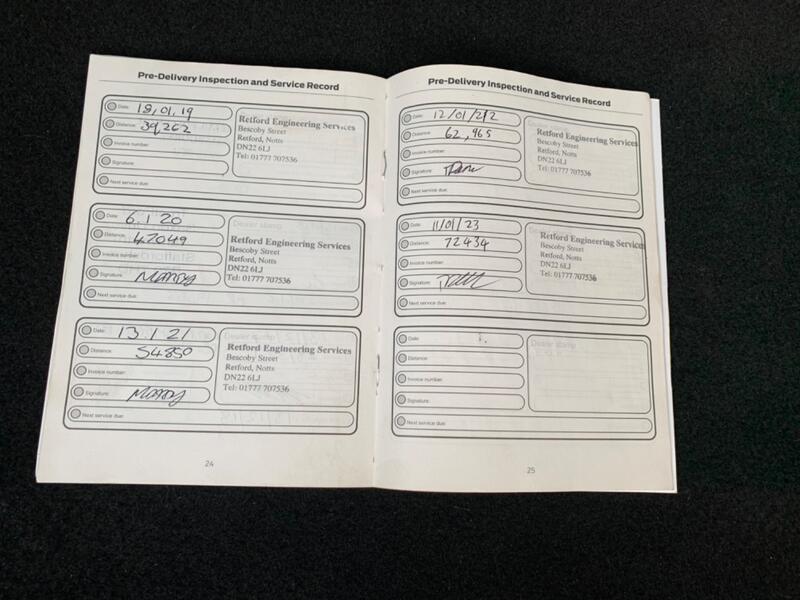 Pre-Delivery Inspection and Service Record
Date: 18,01,19
Distance: 39,262
Invoice number:
Signature:
Next service due:
Retford Engineering Services
Bescoby Street
Retford, Notts
DN22 6LJ
Tel: 01777 707536
Date: 6.1 20
Distance: 47049
Invoice number:
Signature:
Next service due:
Dealer stamp
Retford Engineering Services
Bescoby Street
Retford, Notts
DN22 6LJ
Tel: 01777 707536
Date: 13.1.21
Distance: 54850
Invoice number:
Signature:
Next service due:
Dealer stamp
Retford Engineering Services
Bescoby Street
Retford, Notts
DN22 6LJ
Tel: 01777 707536
24
Pre-Delivery Inspection and Service Record
Date: 12/01/22
Distance: 62,965
Invoice number:
Signature:
Next service due:
Retford Engineering Services
Bescoby Street
Retford, Notts
DN22 6LJ
Tel: 01777 707536
Date: 11/01/23
Distance: 72434
Invoice number:
Signature:
Next service due:
Retford Engineering Services
Bescoby Street
Retford, Notts
DN22 6LJ
Tel: 01777 707536
Date:
Distance:
Invoice number:
Signature:
Next service due:
Dealer stamp
25